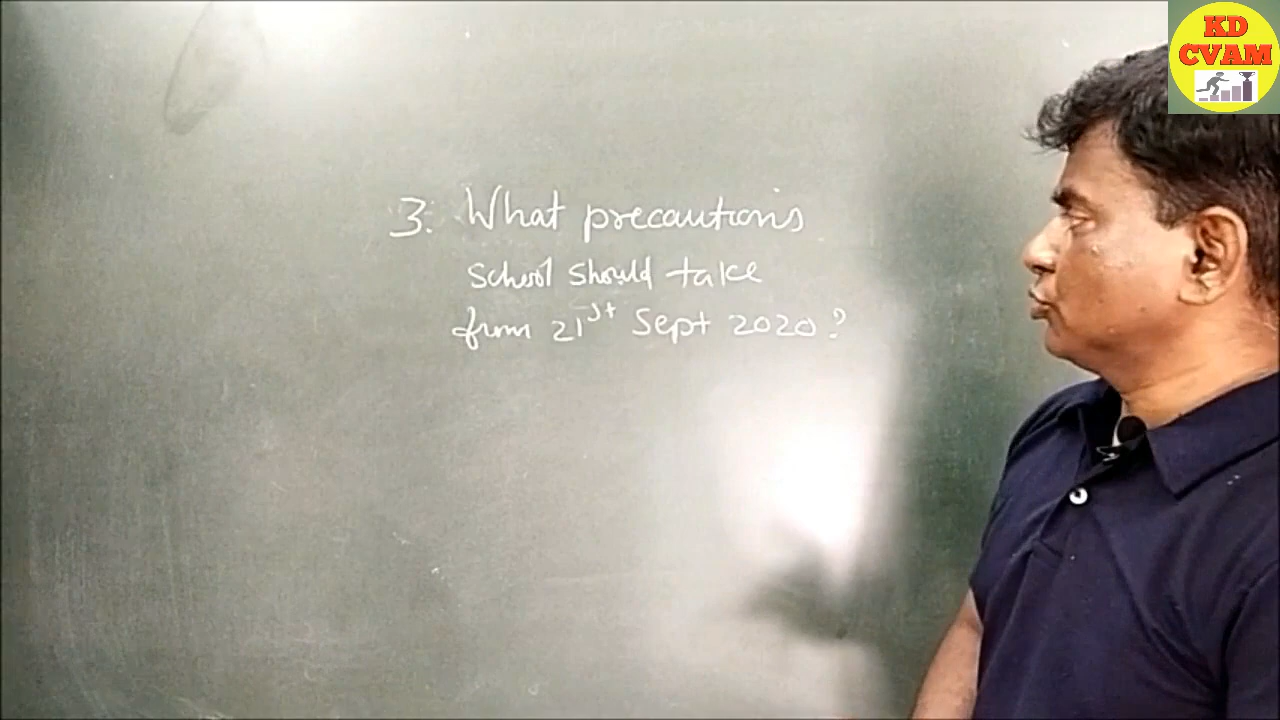 KD
CVAM
3. What precautions
School should take
from 21st Sept 2020?